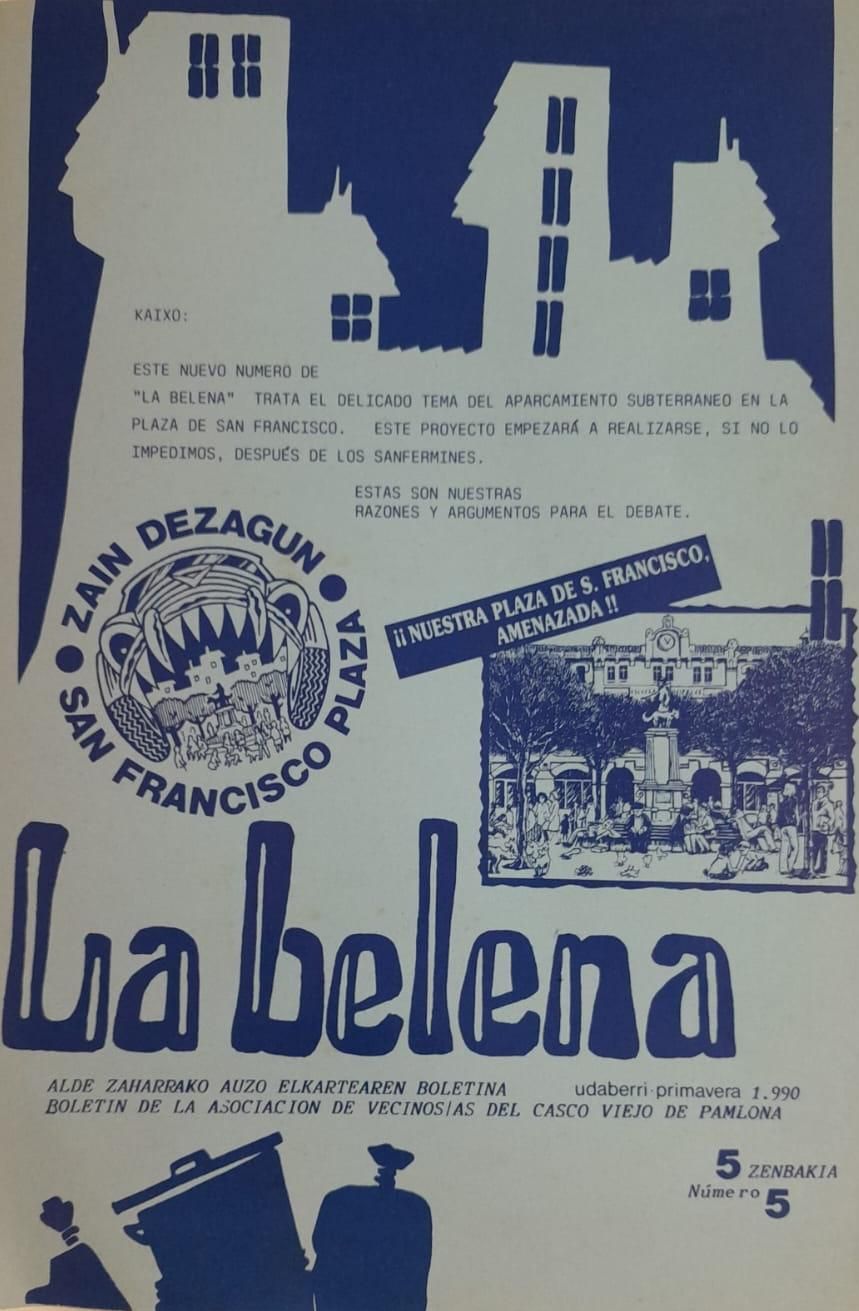 KAIXO:
ESTE NUEVO NUMERO DE
"LA BELENA" TRATA EL DELICADO TEMA DEL APARCAMIENTO SUBTERRANEO EN LA
PLAZA DE SAN FRANCISCO. ESTE PROYECTO EMPEZARÁ A REALIZARSE, SI NO LO
IMPEDIMOS, DESPUÉS DE LOS SANFERMINES.
ESTAS SON NUESTRAS
RAZONES Y ARGUMENTOS PARA EL DEBATE.
ZAIN DEZAGUN
SAN FRANCISCO PLAZA
¡¡NUESTRA PLAZA DE S. FRANCISCO,
AMENAZADA!!
La belena
ALDE ZAHARRAKO AUZO ELKARTEAREN BOLETINA
udaberri·primavera 1.990
BOLETIN DE LA ASOCIACION DE VECINOS/AS DEL CASCO VIEJO DE PAMLONA
5 ZENBAKIA
Número 5